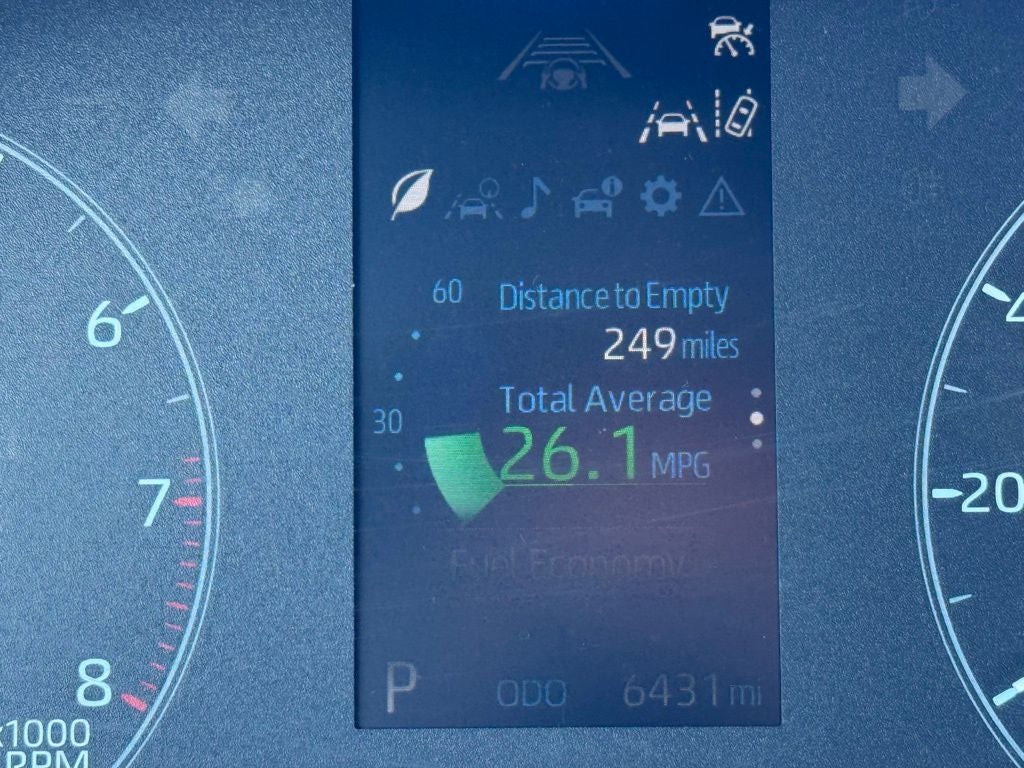 60
Distance to Empty
249 miles
Total Average
30
26.1 MPG
Fuel Economy
P ODO 6431 mi
6
7
8
x1000
RPM
20